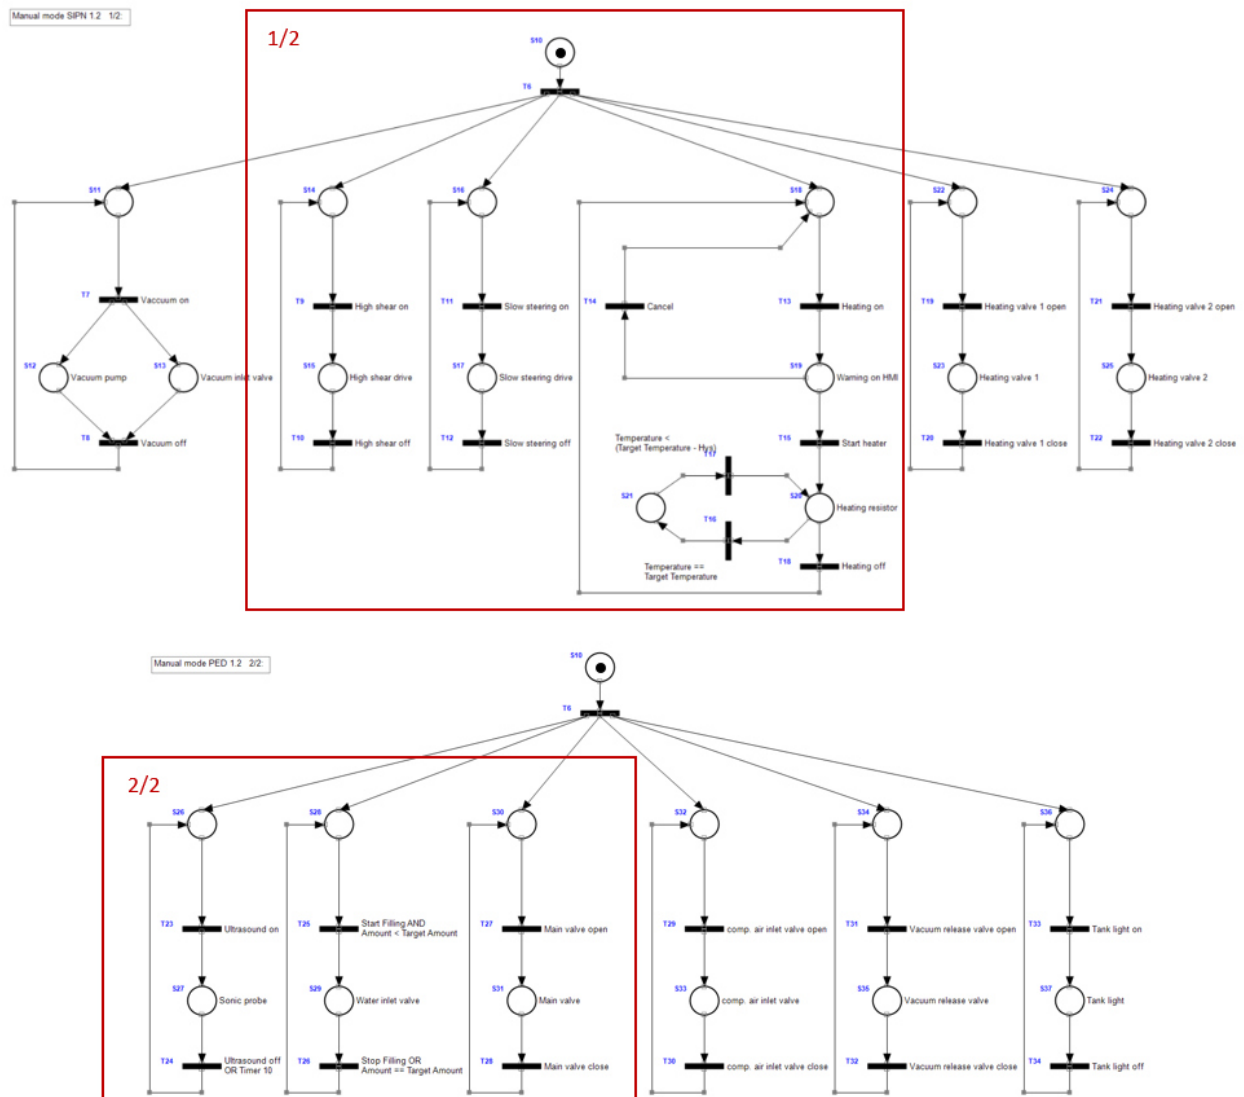 Manual mode SIPN 1.2 1/2:
1/2
S10
T6
S11
S14
S16
S18
S22
S24
T7
Vaccuum on
T9
High shear on
T11
Slow steering on
T14
Cancel
T13
Heating on
T19
Heating valve 1 open
T21
Heating valve 2 open
S12
Vacuum pump
S13
Vacuum inlet valve
S15
High shear drive
S17
Slow steering drive
S19
Warning on HMI
S23
Heating valve 1
S25
Heating valve 2
T8
Vacuum off
T10
High shear off
T12
Slow steering off
Temperature <
(Target Temperature - Hys)
T17
T15
Start heater
T20
Heating valve 1 close
T22
Heating valve 2 close
S21
S20
Heating resistor
T16
Temperature ==
Target Temperature
T18
Heating off
Manual mode PED 1.2 2/2:
S10
T6
2/2
S26
S28
S30
S32
S34
S36
T23
Ultrasound on
T25
Start Filling AND
Amount < Target Amount
T27
Main valve open
T29
comp. air inlet valve open
T31
Vacuum release valve open
T33
Tank light on
S27
Sonic probe
S29
Water inlet valve
S31
Main valve
S33
comp. air inlet valve
S35
Vacuum release valve
S37
Tank light
T24
Ultrasound off
OR Timer 10
T26
Stop Filling OR
Amount == Target Amount
T28
Main valve close
T30
comp. air inlet valve close
T32
Vacuum release valve close
T34
Tank light off